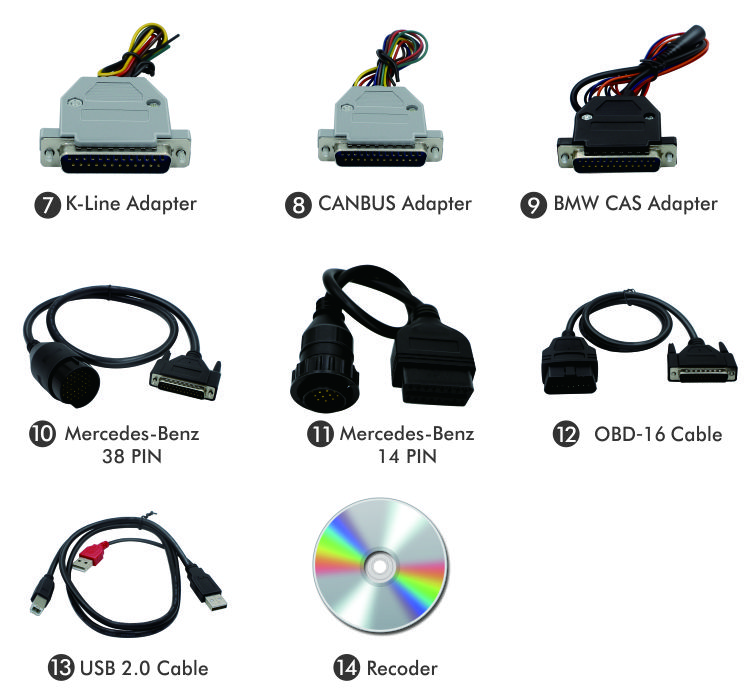 7 K-Line Adapter
8 CANBUS Adapter
9 BMW CAS Adapter
10 Mercedes-Benz
38 PIN
11 Mercedes-Benz
14 PIN
12 OBD-16 Cable
13 USB 2.0 Cable
14 Recoder